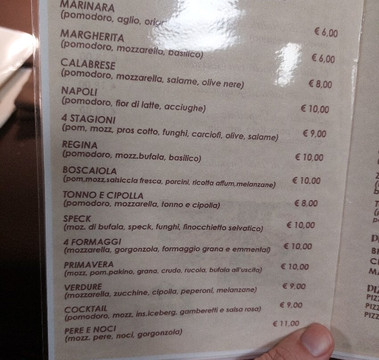 MARINARA € 6,00
(pomodoro, aglio,
MARGHERITA
(pomodoro, mozzarella, basilico) € 6,00
CALABRESE
(pomodoro, mozzarella, salame, olive nere) € 8,00
NAPOLI
(pomodoro, fior di latte, acciughe) € 10,00
4 STAGIONI
(pom, mozz, pros cotto, funghi, carciofi, olive, salame) € 9,00
REGINA
(pomodoro, mozz.bufala, basilico) € 10,00
BOSCAIOLA
(pom,mozz,salsiccia fresca, porcini, ricotta affum,melanzane) € 10,00
TONNO E CIPOLLA
(pomodoro, mozzarella, tonno e cipolla) € 8,00
SPECK
(moz. di bufala, speck, funghi, finocchietto selvatico) € 10,00
4 FORMAGGI
(mozzarella, gorgonzola, formaggio grana e emmental) € 10,00
PRIMAVERA
(mozz, pom.pakino, grana, crudo, rucola, bufala all'uscita) € 10,00
VERDURE
(mozzarella, zucchine, cipolla, peperoni, melanzane) € 9,00
COCKTAIL
(pomodoro, mozz, ins.iceberg, gamberetti e salsa rosa) € 9,00
PERE E NOCI
(mozz. pere, noci, gorgonzola) € 11,00
PIZZ
PIZZ
PIZZ